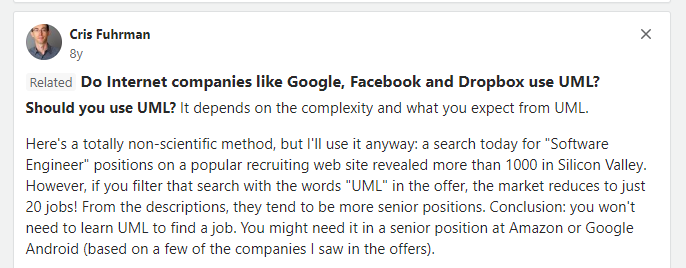 Cris Fuhrman
8y
Related Do Internet companies like Google, Facebook and Dropbox use UML?
Should you use UML? It depends on the complexity and what you expect from UML.
Here's a totally non-scientific method, but I'll use it anyway: a search today for "Software
Engineer" positions on a popular recruiting web site revealed more than 1000 in Silicon Valley.
However, if you filter that search with the words "UML" in the offer, the market reduces to just
20 jobs! From the descriptions, they tend to be more senior positions. Conclusion: you won't
need to learn UML to find a job. You might need it in a senior position at Amazon or Google
Android (based on a few of the companies I saw in the offers).